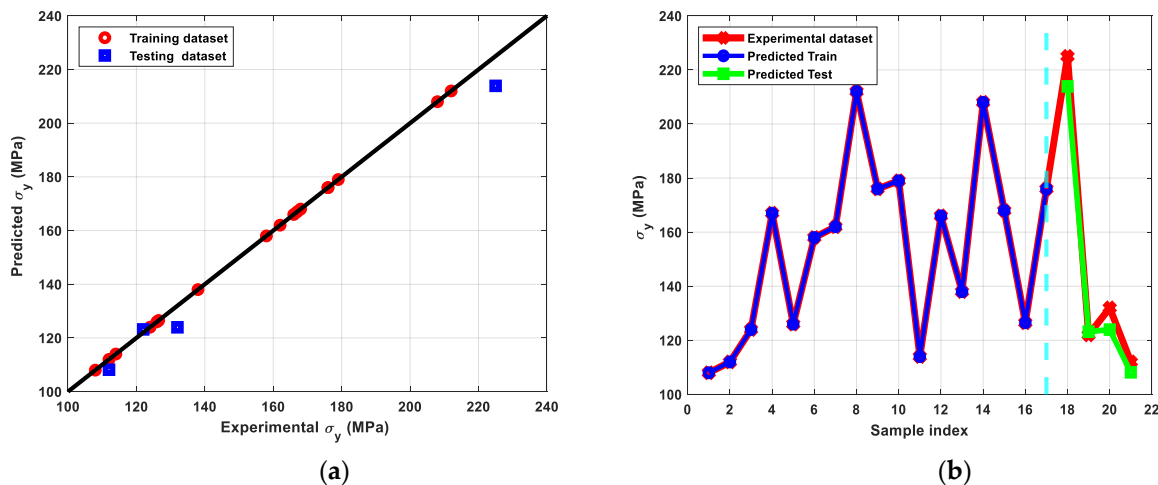 240
220
200
180
160
140
120
100
100 120 140 160 180 200 220 240
Predicted σy (MPa)
Experimental σy (MPa)
Training dataset
Testing dataset
(a)
240
220
200
180
160
140
120
100
0 2 4 6 8 10 12 14 16 18 20 22
σy (MPa)
Sample index
Experimental dataset
Predicted Train
Predicted Test
(b)